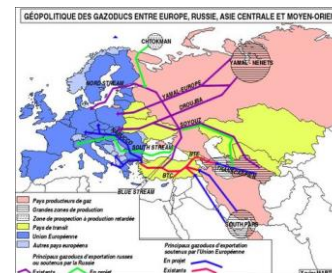 GÉOPOLITIQUE DES GAZODUCS ENTRE EUROPE, RUSSIE, ASIE CENTRALE ET MOYEN-ORIE
CHTOKMAN
YAMAL-NENETS
NORD STREAM
YAMAL-EUROPE
DROUJBA
SOYOUZ
SOUTH STREAM
BTE
BTC
BLUE STREAM
SOUTH PARS
Pays producteurs de gaz
Grandes zones de production
Zone de prospection à production retardée
Pays de transit
Union Européenne
Autres pays européens
Principaux gazoducs d'exportation russes
ou soutenus par la Russie
Existants
En projet
Principaux gazoducs d'exportation
soutenus par l'Union Européenne
En projet
Existants